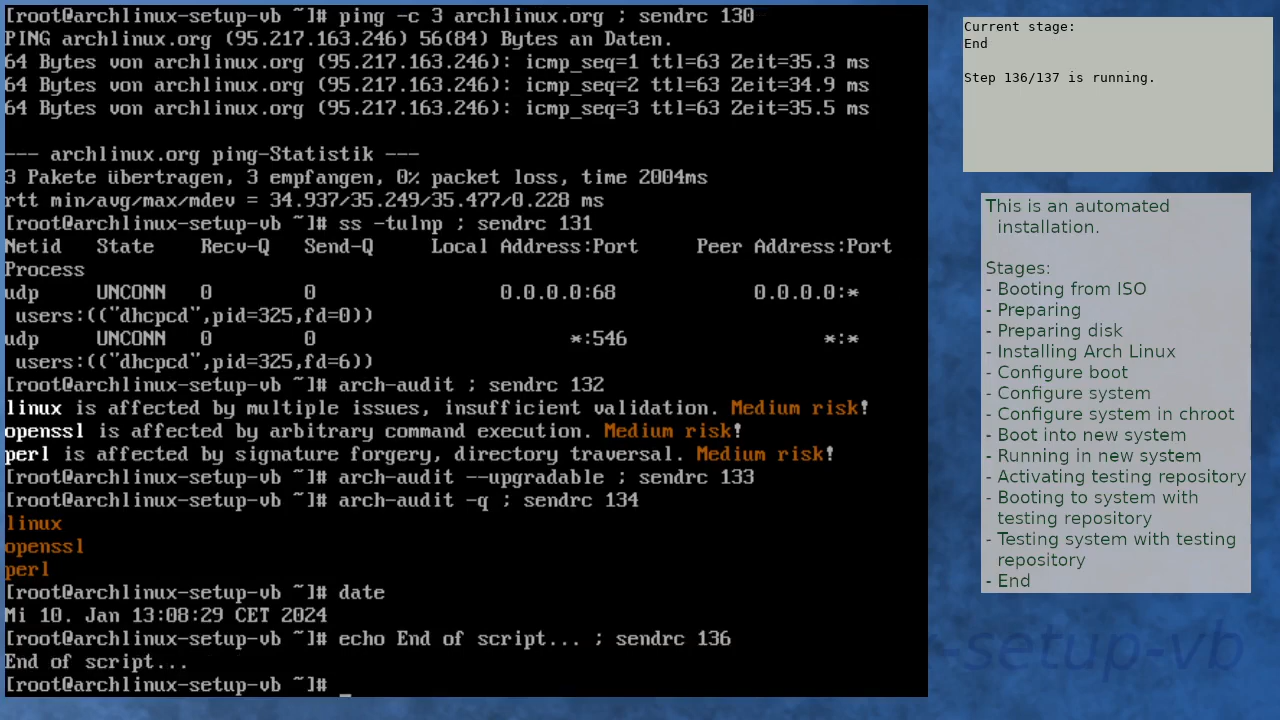 [root@archlinux-setup-vb ~]# ping -c 3 archlinux.org ; sendrc 130
PING archlinux.org (95.217.163.246) 56(84) Bytes an Daten.
64 Bytes von archlinux.org (95.217.163.246): icmp_seq=1 ttl=63 Zeit=35.3 ms
64 Bytes von archlinux.org (95.217.163.246): icmp_seq=2 ttl=63 Zeit=34.9 ms
64 Bytes von archlinux.org (95.217.163.246): icmp_seq=3 ttl=63 Zeit=35.5 ms
--- archlinux.org ping-Statistik ---
3 Pakete übertragen, 3 empfangen, 0% packet loss, time 2004ms
rtt min/avg/max/mdev = 34.937/35.249/35.477/0.228 ms
[root@archlinux-setup-vb ~]# ss -tulnp ; sendrc 131
Netid   State   Recv-Q   Send-Q     Local Address:Port     Peer Address:Port
Process
udp     UNCONN   0        0                0.0.0.0:68            0.0.0.0:*
 users:(("dhcpcd",pid=325,fd=0))
udp     UNCONN   0        0                      *:546                 *:*
 users:(("dhcpcd",pid=325,fd=6))
[root@archlinux-setup-vb ~]# arch-audit ; sendrc 132
linux is affected by multiple issues, insufficient validation. Medium risk!
openssl is affected by arbitrary command execution. Medium risk!
perl is affected by signature forgery, directory traversal. Medium risk!
[root@archlinux-setup-vb ~]# arch-audit --upgradable ; sendrc 133
[root@archlinux-setup-vb ~]# arch-audit -q ; sendrc 134
linux
openssl
perl
[root@archlinux-setup-vb ~]# date
Mi 10. Jan 13:08:29 CET 2024
[root@archlinux-setup-vb ~]# echo End of script... ; sendrc 136
End of script...
[root@archlinux-setup-vb ~]# _
Current stage:
End
Step 136/137 is running.
This is an automated
installation.
Stages:
- Booting from ISO
- Preparing
- Preparing disk
- Installing Arch Linux
- Configure boot
- Configure system
- Configure system in chroot
- Boot into new system
- Running in new system
- Activating testing repository
- Booting to system with
testing repository
- Testing system with testing
repository
- End
-setup-vb